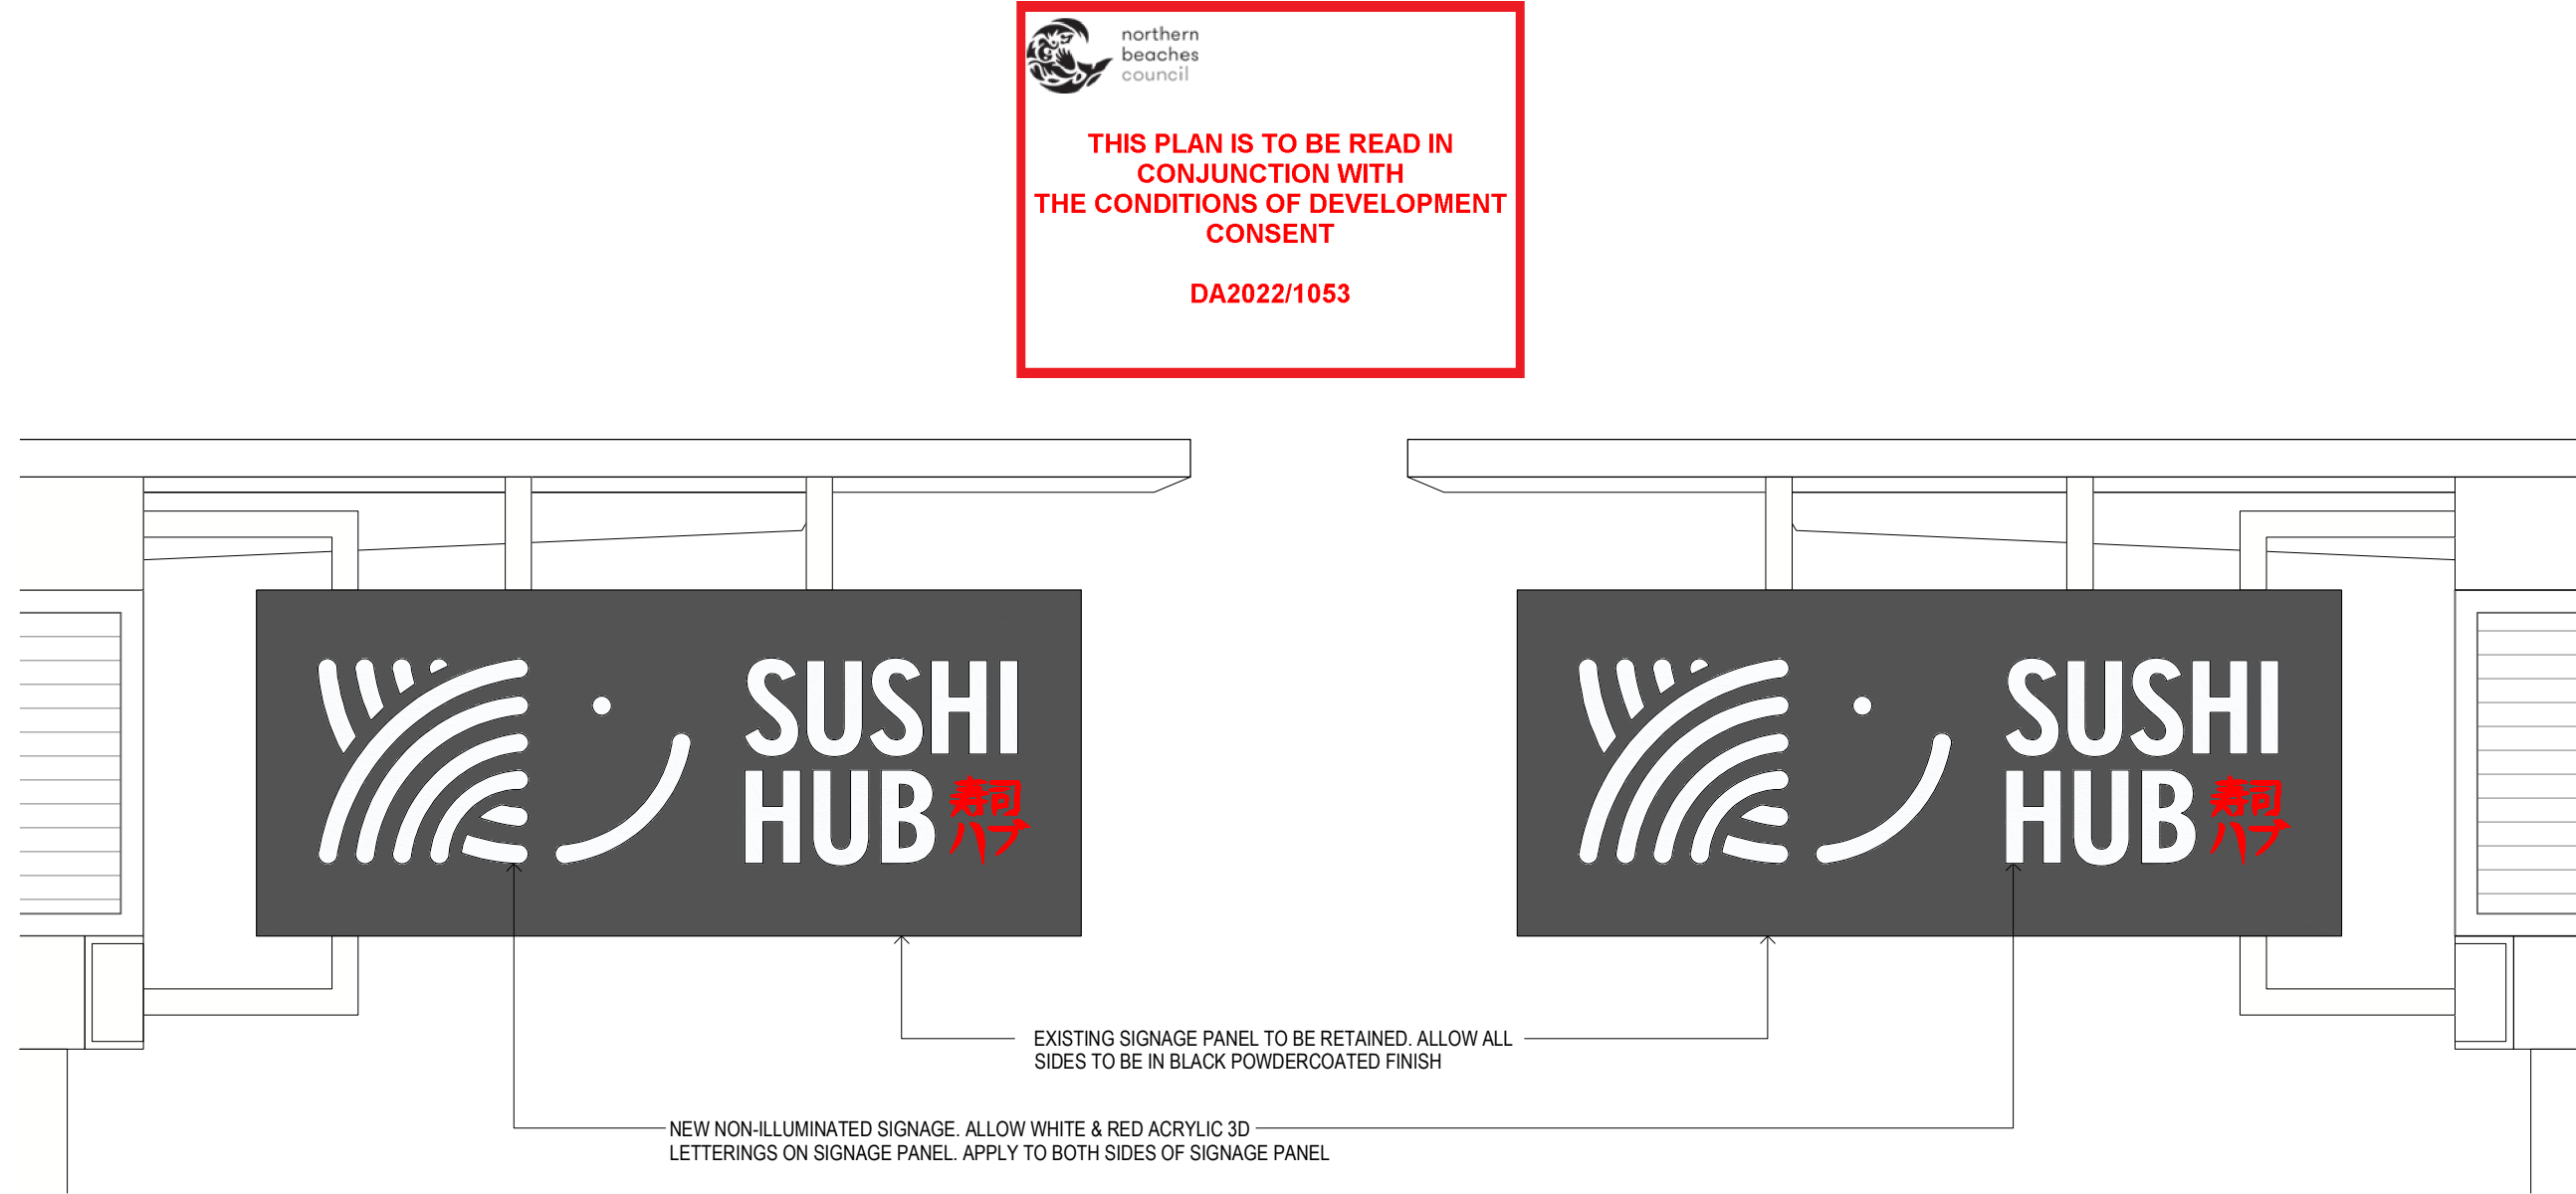 northern
beaches
council
THIS PLAN IS TO BE READ IN
CONJUNCTION WITH
THE CONDITIONS OF DEVELOPMENT
CONSENT
DA2022/1053
SUSHI
HUB
寿司
ハブ
SUSHI
HUB
寿司
ハブ
EXISTING SIGNAGE PANEL TO BE RETAINED. ALLOW ALL
SIDES TO BE IN BLACK POWDERCOATED FINISH
NEW NON-ILLUMINATED SIGNAGE. ALLOW WHITE & RED ACRYLIC 3D
LETTERINGS ON SIGNAGE PANEL. APPLY TO BOTH SIDES OF SIGNAGE PANEL